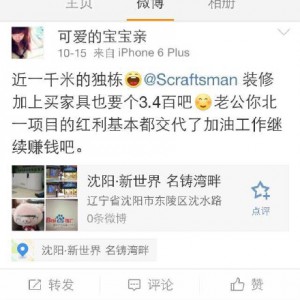 主页 微博 相册
可爱的宝宝亲
10-15 来自 iPhone 6 Plus
近一千米的独栋@Scraftsman 装修
加上买家具也要个3.4百吧老公你北
一项目的红利基本都交代了加油工作继
续赚钱吧。
沈阳·新世界 名铸湾畔
辽宁省沈阳市东陵区沈水路
0条微博
点评
沈阳·新世界 名铸湾畔
转发 评论 赞